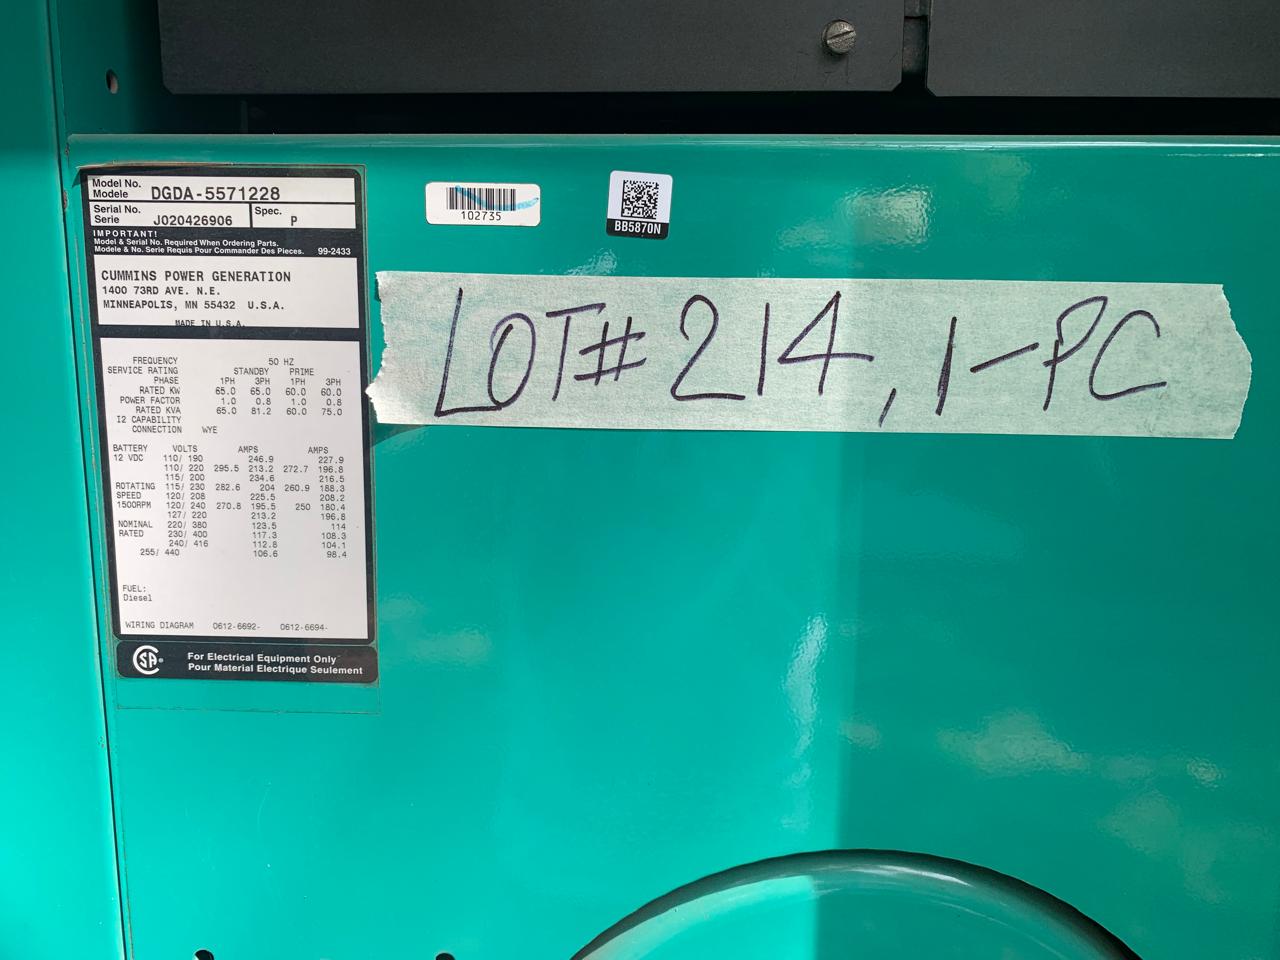 Model No.
Modele DGDA-5571228
Serial No.
Serie J020426906 Spec. P
IMPORTANT!
Model & Serial No. Required When Ordering Parts.
Modele & No. Serie Requis Pour Commander Des Pieces. 99-2433
CUMMINS POWER GENERATION
1400 73RD AVE. N.E.
MINNEAPOLIS, MN 55432 U.S.A.
MADE IN U.S.A.
FREQUENCY 50 HZ
SERVICE RATING STANDBY PRIME
PHASE 1PH 3PH 1PH 3PH
RATED KW 65.0 65.0 60.0 60.0
POWER FACTOR 1.0 0.8 1.0 0.8
RATED KVA 65.0 81.2 60.0 75.0
I2 CAPABILITY
CONNECTION WYE
BATTERY VOLTS AMPS AMPS
12 VDC 110/ 190 246.9 227.9
110/ 220 295.5 213.2 272.7 196.8
115/ 200 234.6 216.5
ROTATING 115/ 230 282.6 204 260.9 188.3
SPEED 120/ 208 225.5 208.2
1500RPM 120/ 240 270.8 195.5 250 180.4
127/ 220 213.2 196.8
NOMINAL 220/ 380 123.5 114
RATED 230/ 400 117.3 108.3
240/ 416 112.8 104.1
255/ 440 106.6 98.4
FUEL:
Diesel
WIRING DIAGRAM 0612-6692- 0612-6694-
CSA
For Electrical Equipment Only
Pour Material Electrique Seulement
102735
BB5870N
LOT# 214, 1-PC